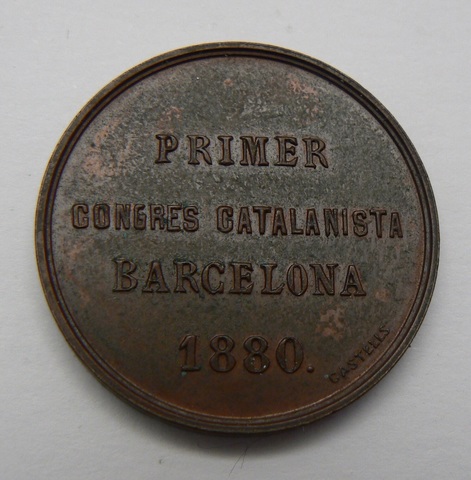 PRIMER
CONGRES CATALANISTA
BARCELONA
1880.
CASTELLS